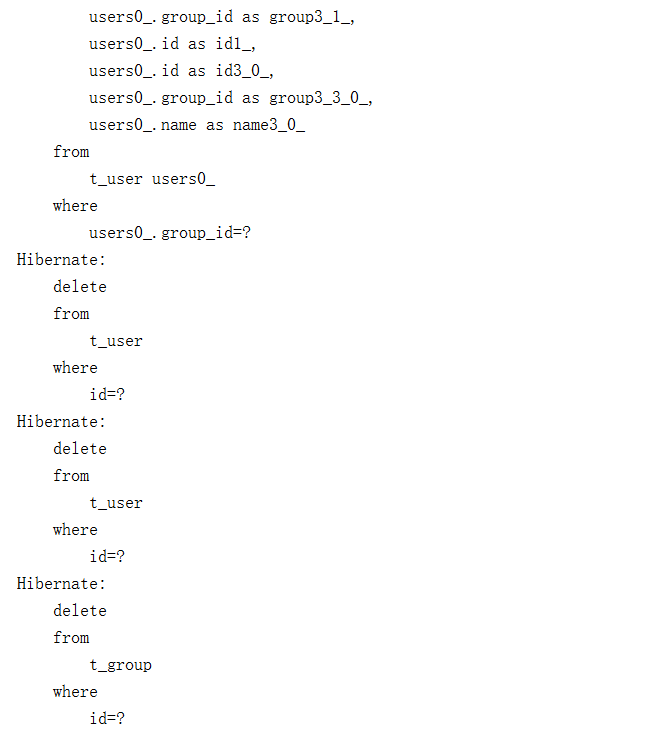 users0_.group_id as group3_1_,
users0_.id as id1_,
users0_.id as id3_0_,
users0_.group_id as group3_3_0_,
users0_.name as name3_0_
from
t_user users0_
where
users0_.group_id=?
Hibernate:
delete
from
t_user
where
id=?
Hibernate:
delete
from
t_user
where
id=?
Hibernate:
delete
from
t_group
where
id=?